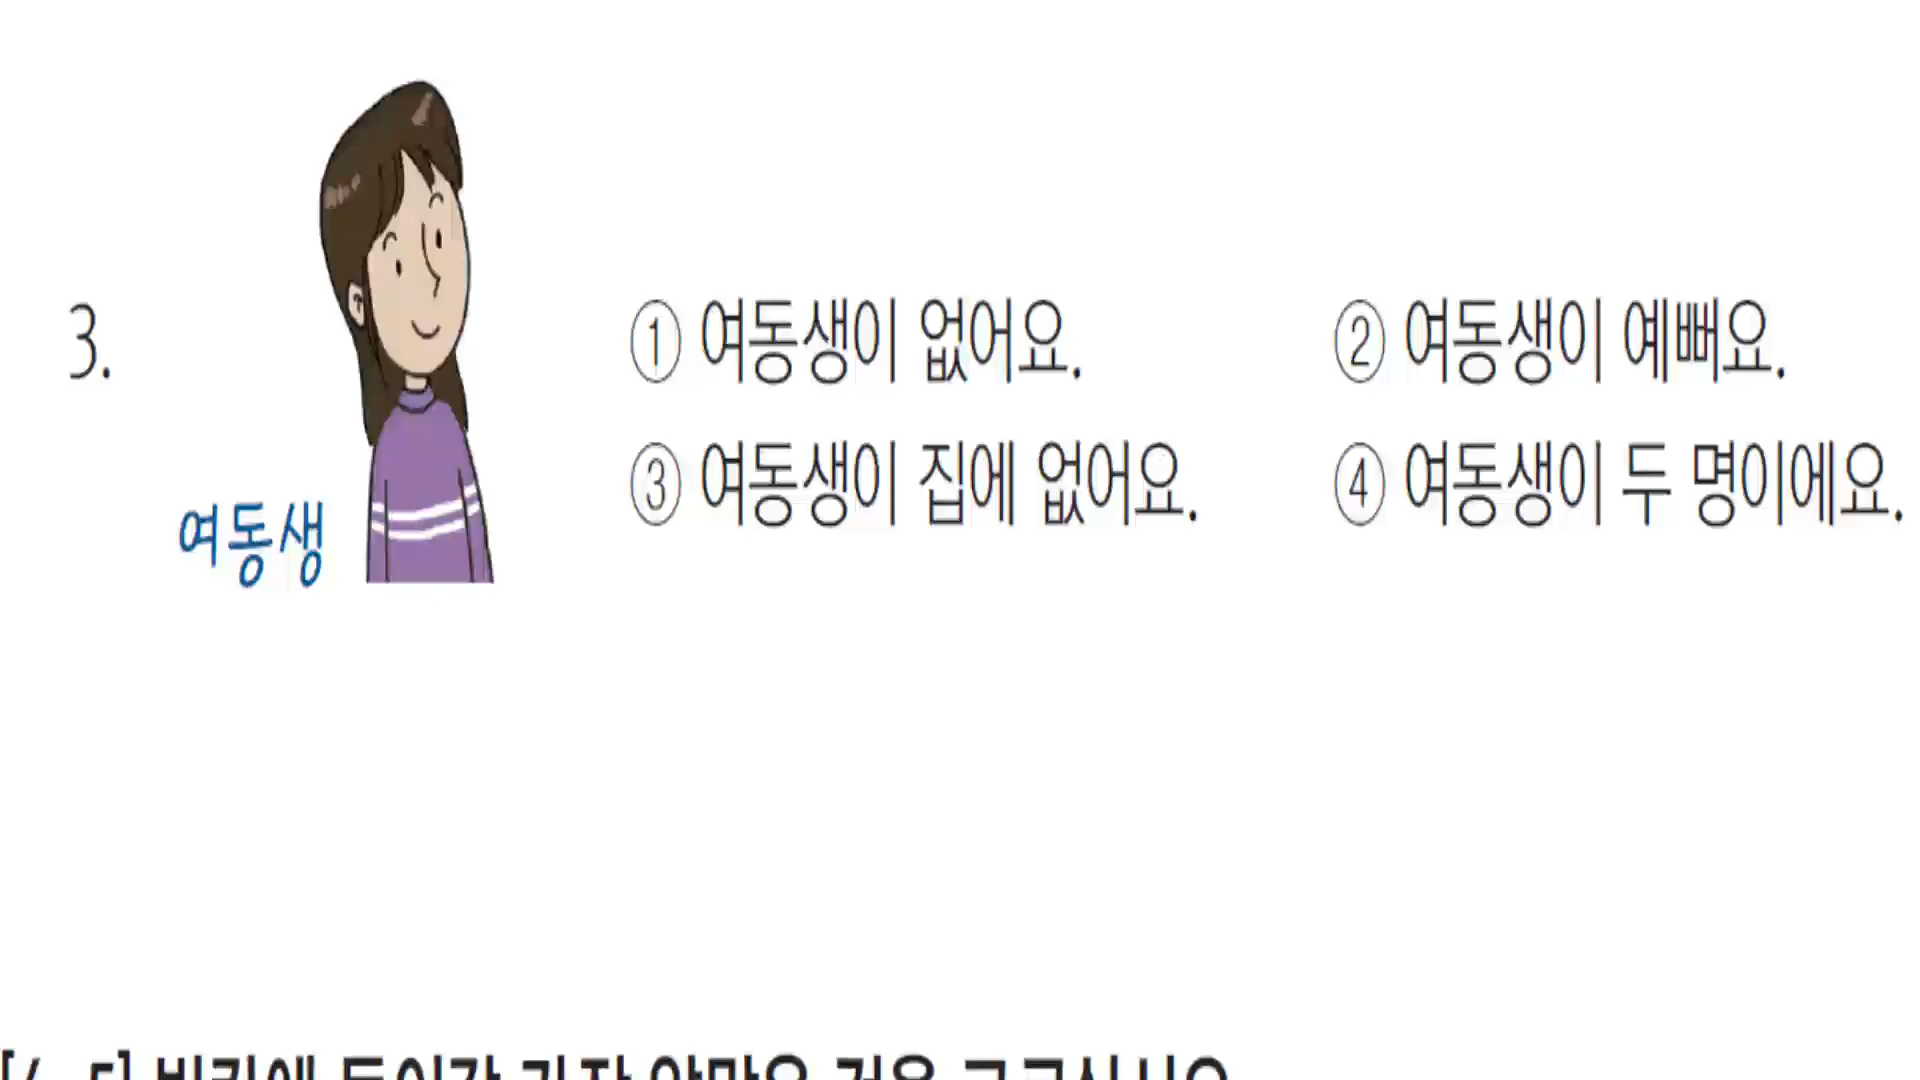 3.
① 여동생이 없어요.
② 여동생이 예뻐요.
③ 여동생이 집에 없어요.
④ 여동생이 두 명이에요.
여동생